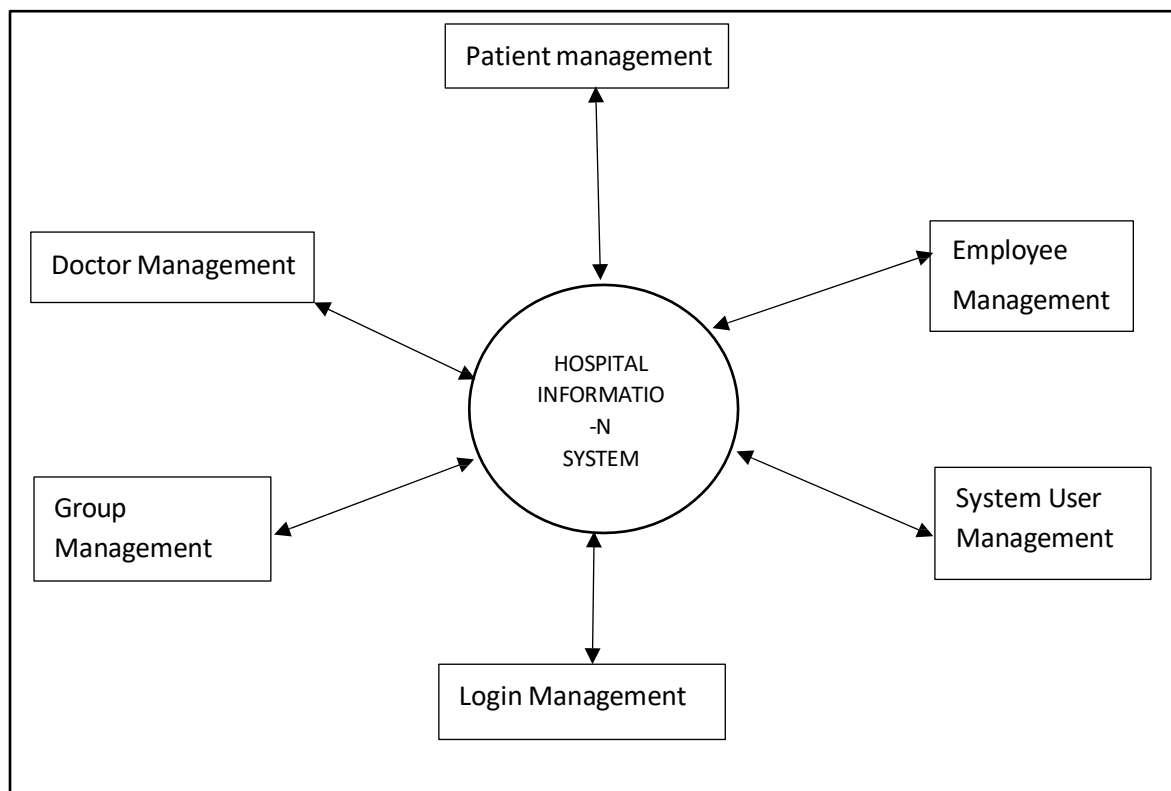 Patient management
Doctor Management
Employee
Management
HOSPITAL
INFORMATIO
-N
SYSTEM
Group
Management
System User
Management
Login Management